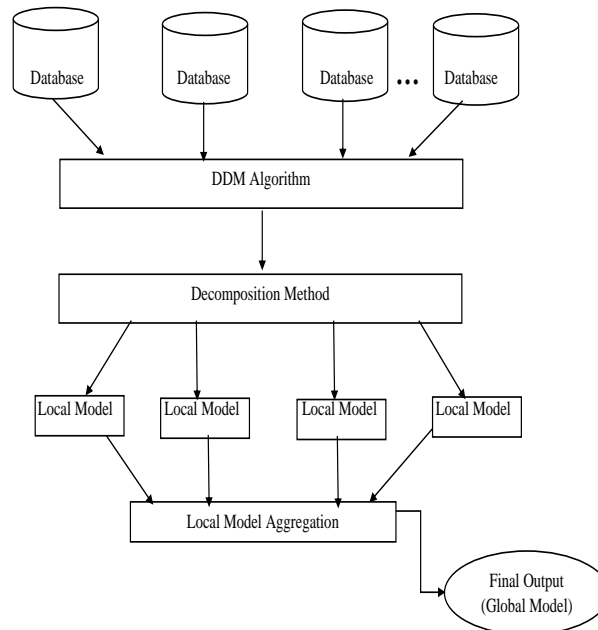 Database
Database
Database
...
Database
DDM Algorithm
Decomposition Method
Local Model
Local Model
Local Model
Local Model
Local Model Aggregation
Final Output
(Global Model)